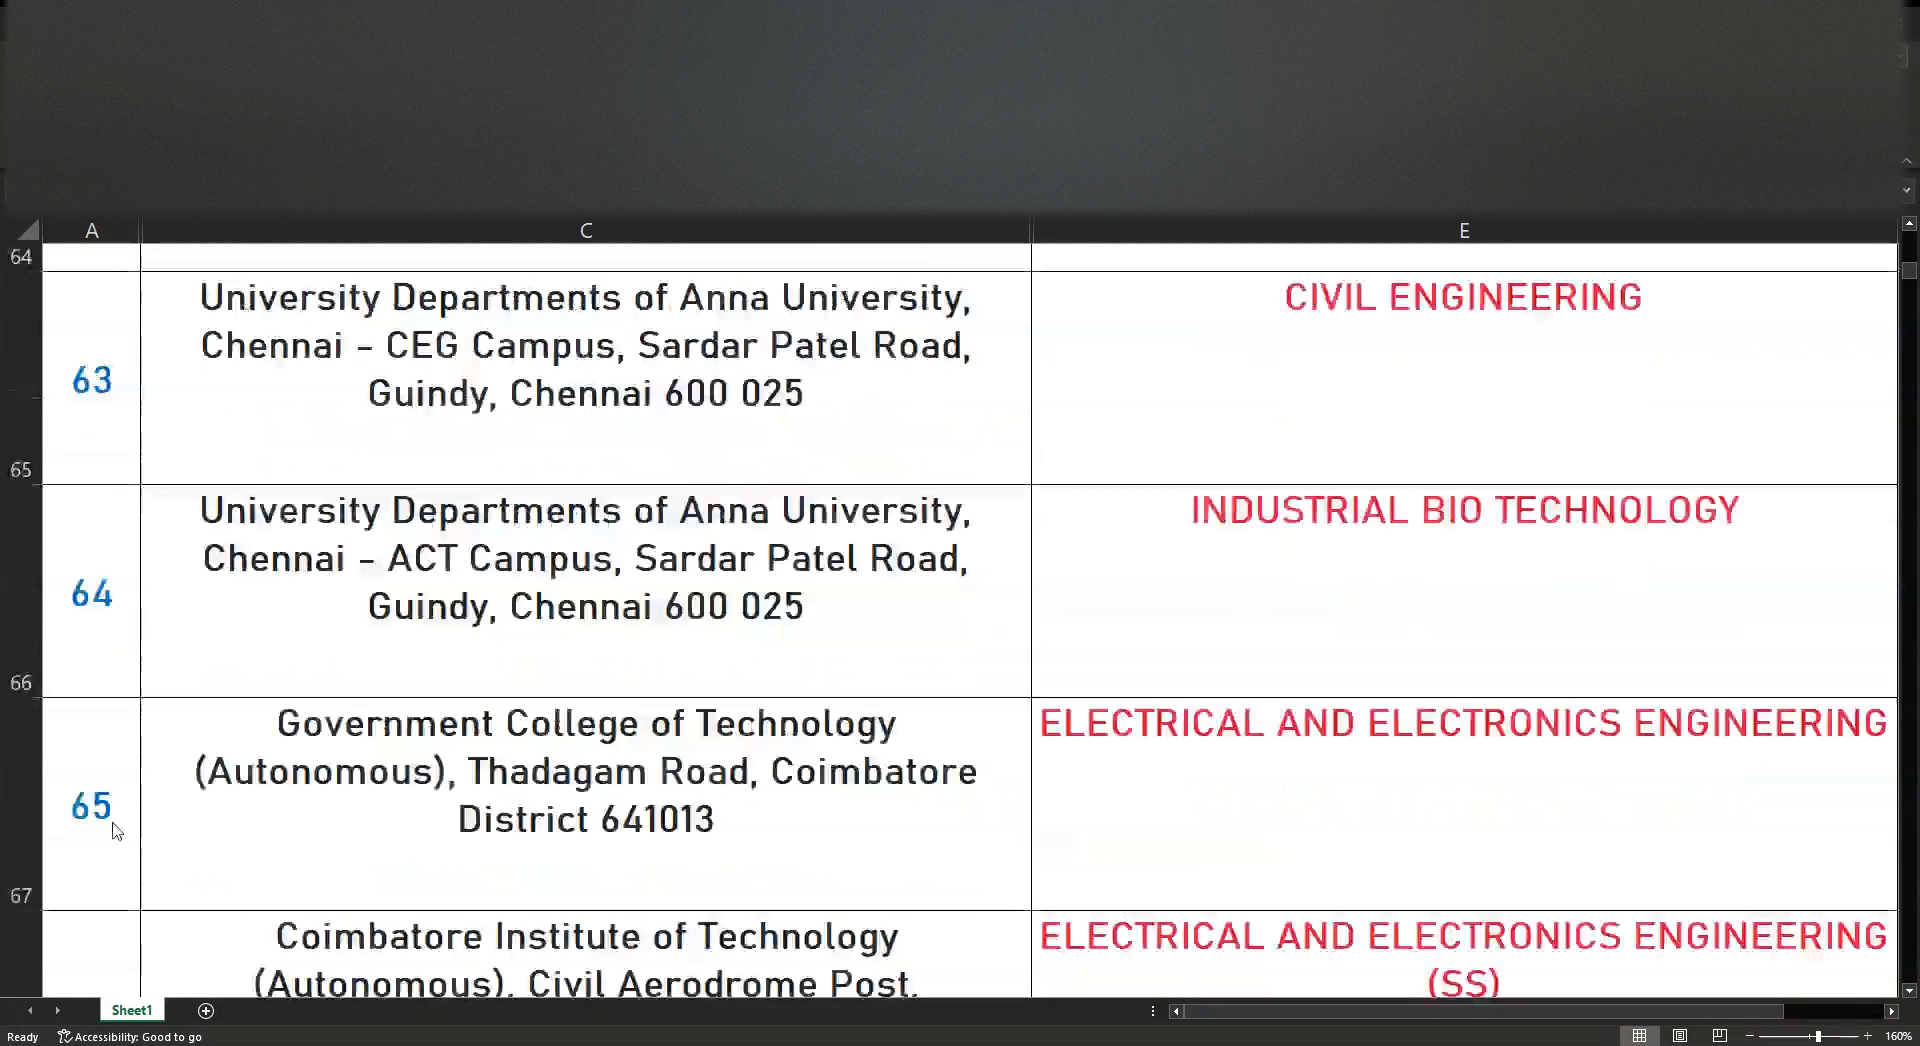 A C E
64
University Departments of Anna University,
Chennai - CEG Campus, Sardar Patel Road,
Guindy, Chennai 600 025
CIVIL ENGINEERING
63
65
University Departments of Anna University,
Chennai - ACT Campus, Sardar Patel Road,
Guindy, Chennai 600 025
INDUSTRIAL BIO TECHNOLOGY
64
66
Government College of Technology
(Autonomous), Thadagam Road, Coimbatore
District 641013
ELECTRICAL AND ELECTRONICS ENGINEERING
65
67
Coimbatore Institute of Technology
(Autonomous), Civil Aerodrome Post,
ELECTRICAL AND ELECTRONICS ENGINEERING
(SS)
Sheet1
Ready Accessibility: Good to go 160%